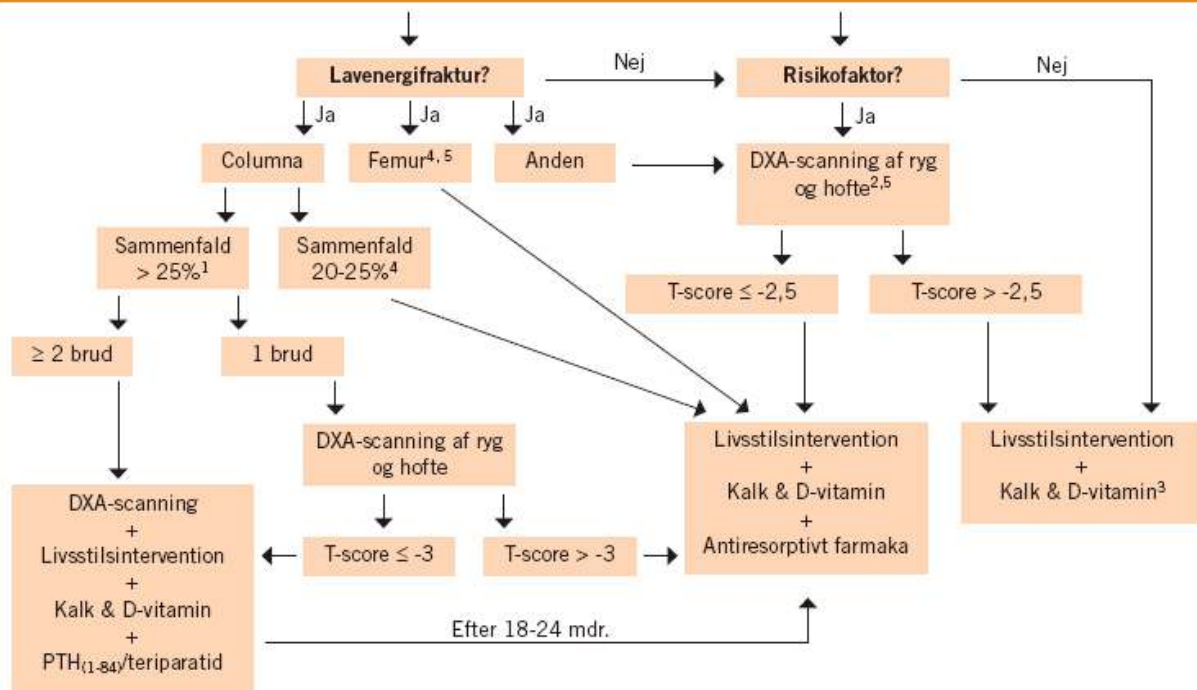 Lavenergifraktur?
Nej
Risikofaktor?
Nej
Ja
Ja
Ja
Ja
Columna
Femur4, 5
Anden
DXA-scanning af ryg
og hofte2,5
Sammenfald
> 25%1
Sammenfald
20-25%4
T-score ≤ -2,5
T-score > -2,5
≥ 2 brud
1 brud
DXA-scanning af ryg
og hofte
Livsstilsintervention
+
Kalk & D-vitamin
+
Antiresorptivt farmaka
Livsstilsintervention
+
Kalk & D-vitamin3
DXA-scanning
+
Livsstilsintervention
+
Kalk & D-vitamin
+
PTH(1-84)/teriparatid
T-score ≤ -3
T-score > -3
Efter 18-24 mdr.